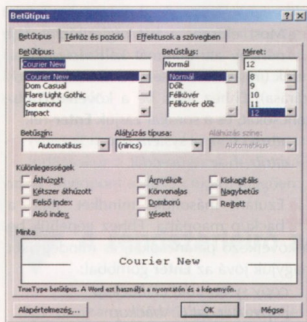 Betűtípus
Betűtípus Térköz és pozíció Effektusok a szövegben
Betűtípus: Betűstílus: Méret:
Courier New Normál 12
Courier New Normál 8
Dom Casual Dőlt 9
Flare Light Gothic Félkövér 10
Garamond Félkövér dőlt 11
Impact 12
Betűszín: Aláhúzás típusa: Aláhúzás színe:
Automatikus (nincs) Automatikus
Különlegességek
Áthúzott Árnyékolt Kiskapitális
Kétszer áthúzott Körvonalas Nagybetűs
Felső index Domború Rejtett
Alsó index Vésett
Minta
Courier New
TrueType betűtípus. A Word ezt használja a nyomtatón és a képernyőn.
Alapértelmezés... OK Mégse